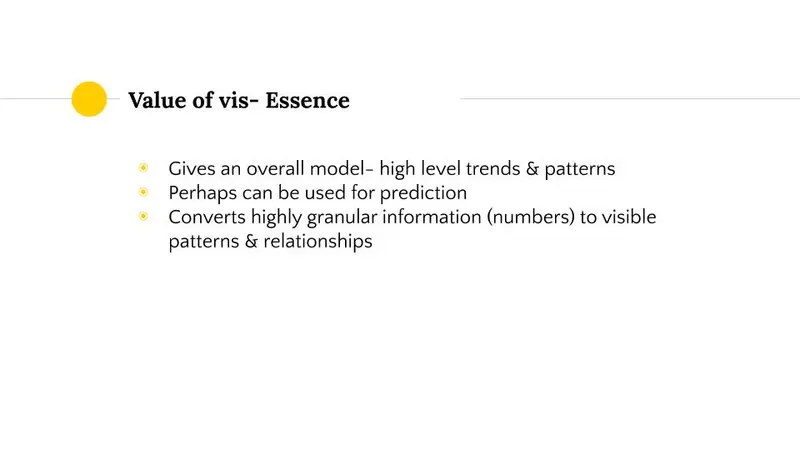 Value of vis- Essence
Gives an overall model- high level trends & patterns
Perhaps can be used for prediction
Converts highly granular information (numbers) to visible
patterns & relationships